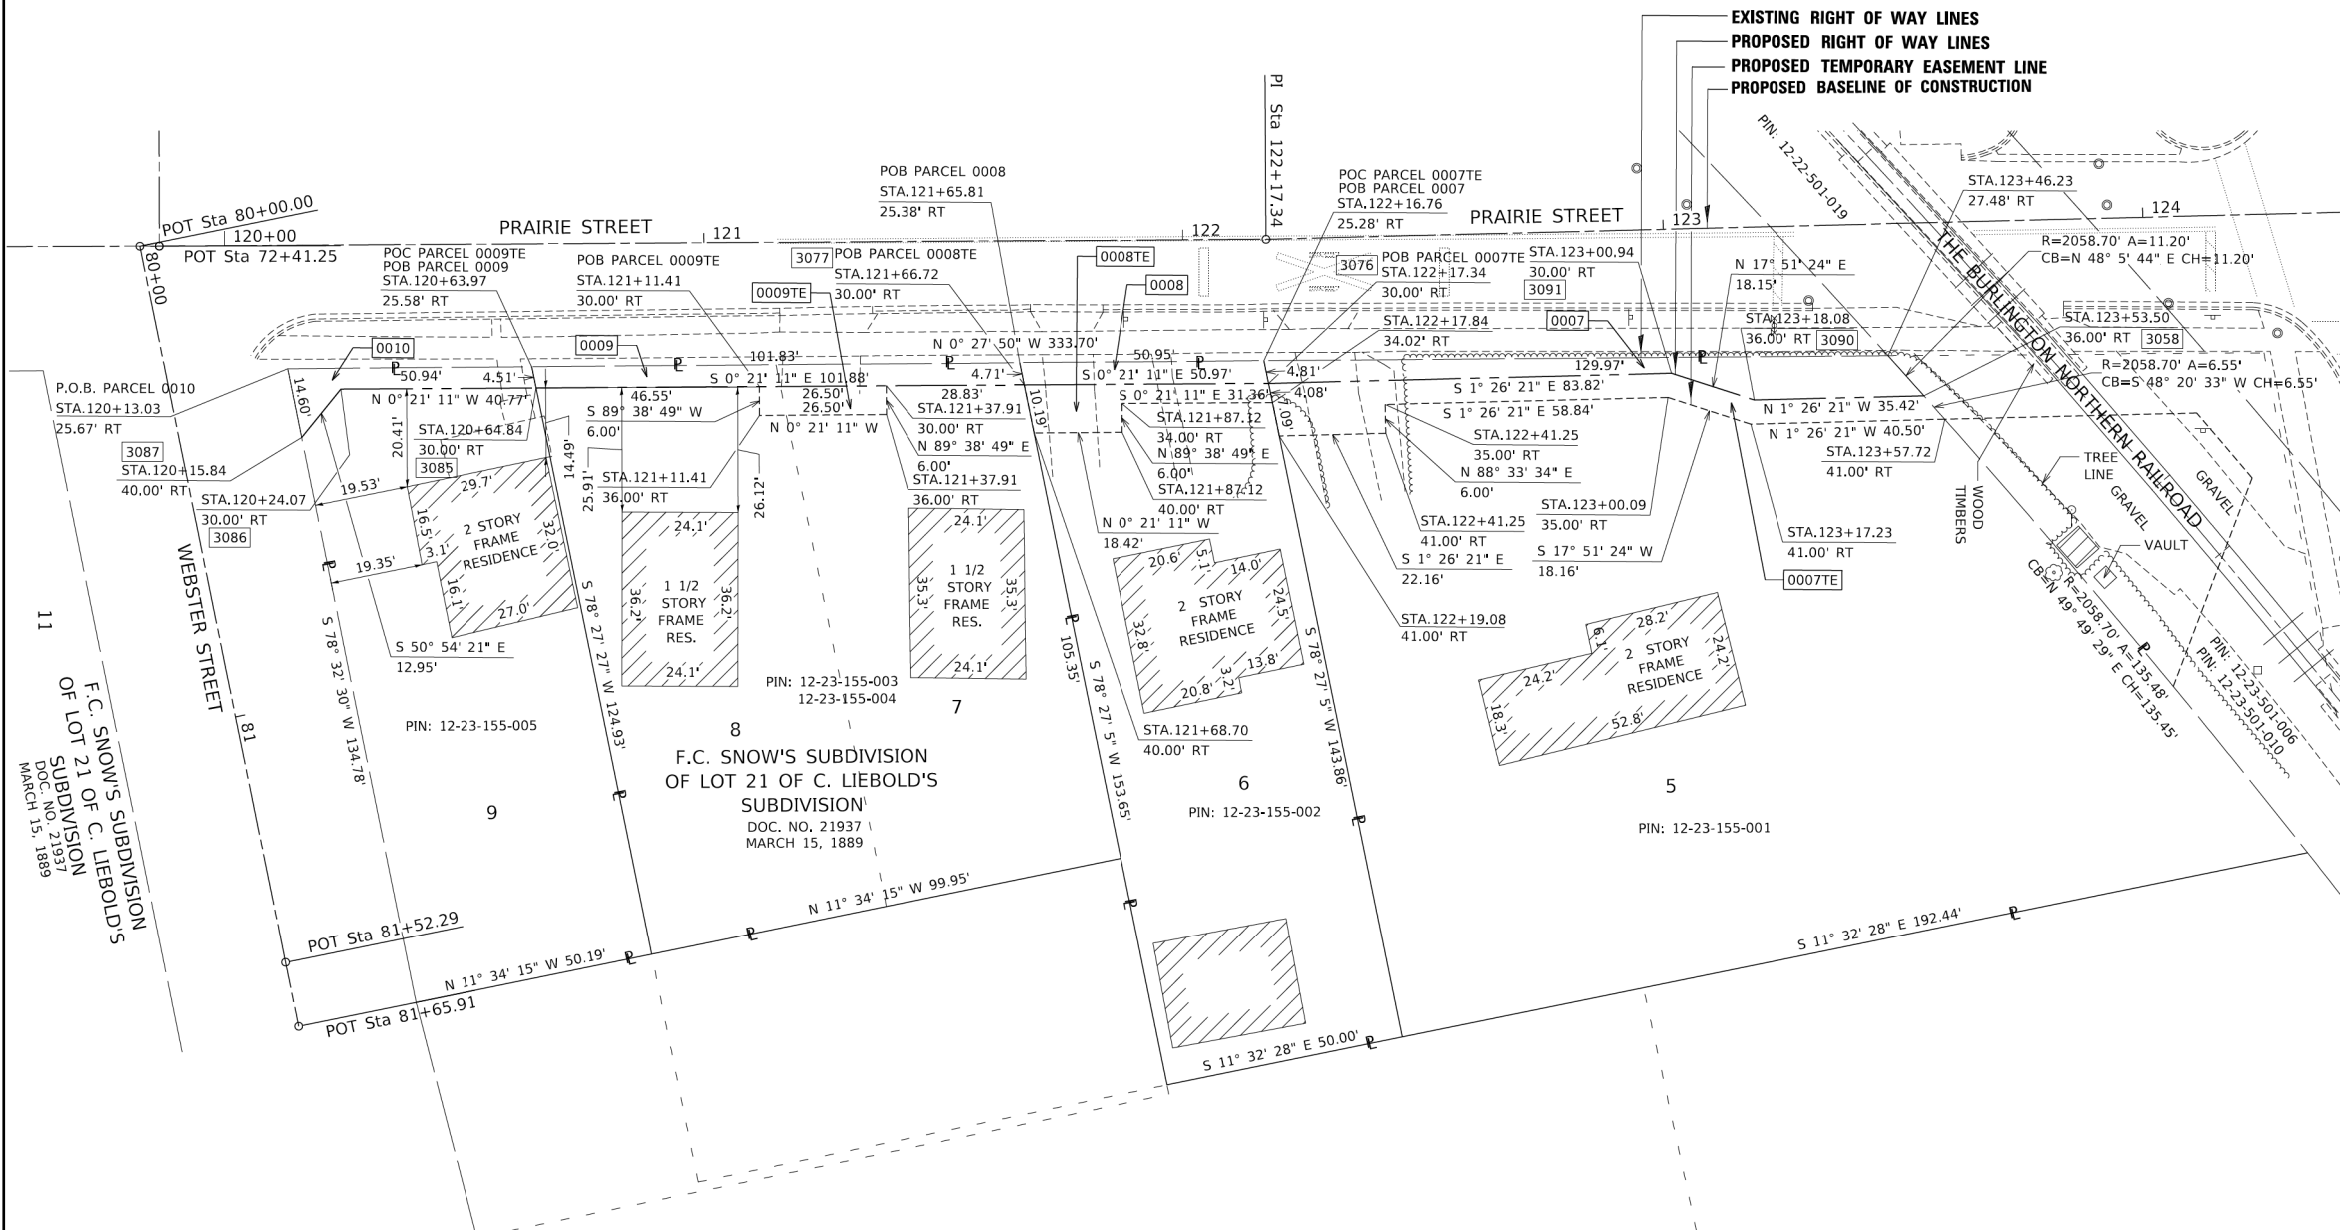 EXISTING RIGHT OF WAY LINES
PROPOSED RIGHT OF WAY LINES
PROPOSED TEMPORARY EASEMENT LINE
PROPOSED BASELINE OF CONSTRUCTION
PI Sta 122+17.34
PIN: 12-22-501-019
POT Sta 80+00.00
120+00
POT Sta 72+41.25
80+00
PRAIRIE STREET
121
122
PRAIRIE STREET
123
124
POC PARCEL 0009TE
POB PARCEL 0009
STA.120+63.97
25.58' RT
POB PARCEL 0009TE
STA.121+11.41
30.00' RT
3077
0009TE
POB PARCEL 0008TE
STA.121+66.72
30.00' RT
POB PARCEL 0008
STA.121+65.81
25.38' RT
0008TE
0008
POC PARCEL 0007TE
POB PARCEL 0007
STA.122+16.76
25.28' RT
3076
POB PARCEL 0007TE
STA.122+17.34
30.00' RT
STA.122+17.84
34.02' RT
STA.123+00.94
30.00' RT
3091
0007
N 17° 51' 24" E
18.15'
STA.123+18.08
36.00' RT
3090
STA.123+46.23
27.48' RT
R=2058.70' A=11.20'
CB=N 48° 5' 44" E CH=11.20'
STA.123+53.50
36.00' RT
3058
R=2058.70' A=6.55'
CB=S 48° 20' 33" W CH=6.55'
THE BURLINGTON NORTHERN RAILROAD
0010
0009
50.94'
4.51'
101.83'
N 0° 27' 50" W 333.70'
4.71'
50.95'
4.81'
129.97'
N 0° 21' 11" W 40.77'
S 0° 21' 11" E 101.88'
S 0° 21' 11" E 50.97'
4.08'
S 1° 26' 21" E 83.82'
P.O.B. PARCEL 0010
STA.120+13.03
25.67' RT
14.60'
3087
STA.120+15.84
40.00' RT
STA.120+24.07
30.00' RT
3086
20.41'
STA.120+64.84
30.00' RT
3085
14.49'
46.55'
S 89° 38' 49" W
6.00'
26.50'
26.50'
N 0° 21' 11" W
28.83'
STA.121+37.91
30.00' RT
N 89° 38' 49" E
6.00'
STA.121+37.91
36.00' RT
STA.121+11.41
36.00' RT
25.91'
26.12'
10.19'
S 0° 21' 11" E 31.36'
STA.121+87.12
34.00' RT
N 89° 38' 49" E
6.00'
STA.121+87.12
40.00' RT
N 0° 21' 11" W
18.42'
7.09'
S 1° 26' 21" E 58.84'
STA.122+41.25
35.00' RT
N 88° 33' 34" E
6.00'
STA.122+41.25
41.00' RT
S 1° 26' 21" E
22.16'
STA.122+19.08
41.00' RT
STA.123+00.09
35.00' RT
S 17° 51' 24" W
18.16'
N 1° 26' 21" W 35.42'
N 1° 26' 21" W 40.50'
STA.123+57.72
41.00' RT
STA.123+17.23
41.00' RT
0007TE
WOOD
TIMBERS
TREE
LINE
GRAVEL
GRAVEL
VAULT
R=2058.70' A=135.48'
CB=N 49° 49' 29" E CH=135.45'
PIN: 12-23-501-006
PIN: 12-23-501-010
19.53'
19.35'
29.7'
16.5'
3.1'
16.1'
27.0'
32.0'
2 STORY
FRAME
RESIDENCE
S 50° 54' 21" E
12.95'
24.1'
36.2'
36.2'
24.1'
1 1/2
STORY
FRAME
RES.
24.1'
35.3'
35.3'
24.1'
1 1/2
STORY
FRAME
RES.
20.6'
5.1'
14.0'
24.5'
32.8'
13.8'
3.2'
20.8'
2 STORY
FRAME
RESIDENCE
28.2'
6.1'
24.2'
24.2'
18.3'
52.8'
2 STORY
FRAME
RESIDENCE
WEBSTER STREET
81
S 78° 32' 30" W 134.78'
S 78° 27' 27" W 124.93'
105.35'
S 78° 27' 5" W 153.65'
S 78° 27' 5" W 143.86'
11
F.C. SNOW'S SUBDIVISION
OF LOT 21 OF C. LIEBOLD'S
SUBDIVISION
DOC. NO. 21937
MARCH 15, 1889
PIN: 12-23-155-005
9
PIN: 12-23-155-003
12-23-155-004
8
7
F.C. SNOW'S SUBDIVISION
OF LOT 21 OF C. LIEBOLD'S
SUBDIVISION
DOC. NO. 21937
MARCH 15, 1889
STA.121+68.70
40.00' RT
6
PIN: 12-23-155-002
5
PIN: 12-23-155-001
POT Sta 81+52.29
POT Sta 81+65.91
N 11° 34' 15" W 50.19'
N 11° 34' 15" W 99.95'
S 11° 32' 28" E 50.00'
S 11° 32' 28" E 192.44'